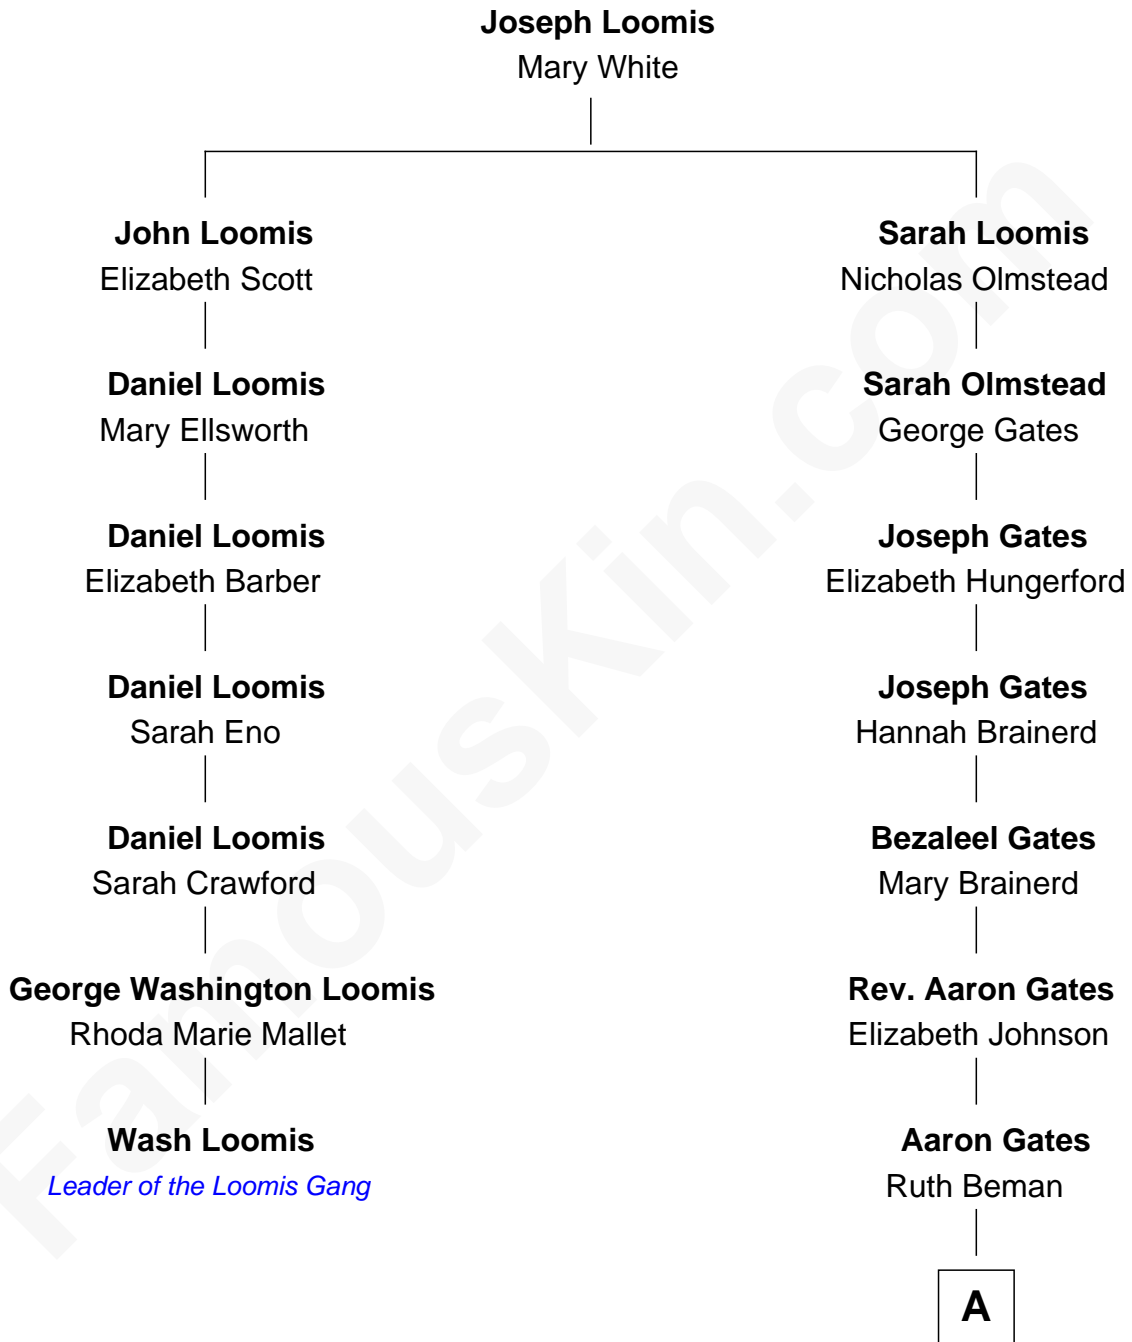 Joseph Loomis
Mary White
John Loomis
Elizabeth Scott
Daniel Loomis
Mary Ellsworth
Daniel Loomis
Elizabeth Barber
Daniel Loomis
Sarah Eno
Daniel Loomis
Sarah Crawford
George Washington Loomis
Rhoda Marie Mallet
Wash Loomis
Leader of the Loomis Gang
Sarah Loomis
Nicholas Olmstead
Sarah Olmstead
George Gates
Joseph Gates
Elizabeth Hungerford
Joseph Gates
Hannah Brainerd
Bezaleel Gates
Mary Brainerd
Rev. Aaron Gates
Elizabeth Johnson
Aaron Gates
Ruth Beman
A
FamousKin.com